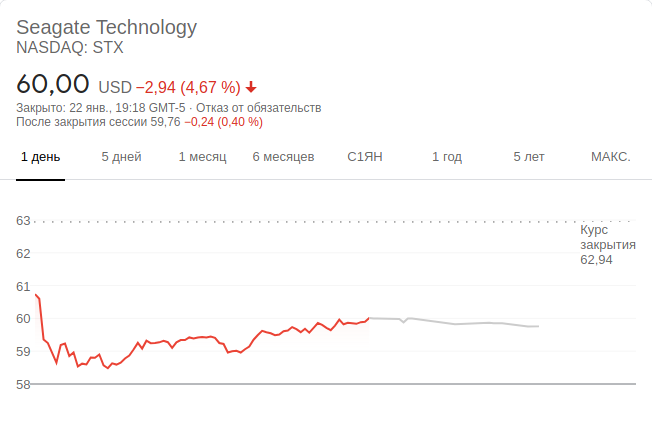 Seagate Technology
NASDAQ: STX
60,00 USD −2,94 (4,67 %)
Закрыто: 22 янв., 19:18 GMT-5 · Отказ от обязательств
После закрытия сессии 59,76 −0,24 (0,40 %)
1 день 5 дней 1 месяц 6 месяцев С1ЯН 1 год 5 лет МАКС.
63
Курс
закрытия
62,94
62
61
60
59
58